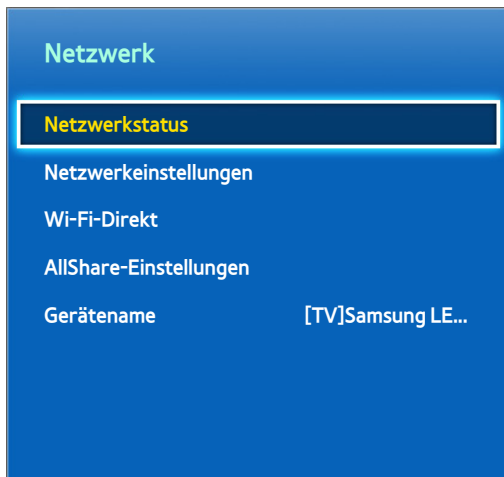 Netzwerk
Netzwerkstatus
Netzwerkeinstellungen
Wi-Fi-Direkt
AllShare-Einstellungen
Gerätename [TV]Samsung LE...